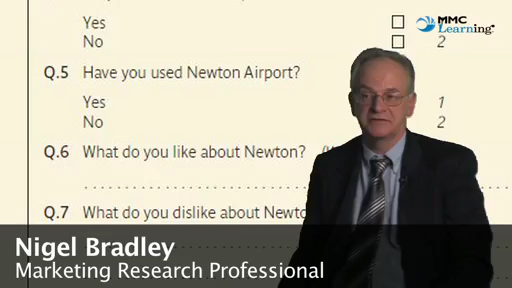 Yes
No 2
MMC
Learning
Q.5 Have you used Newton Airport?
Yes 1
No 2
Q.6 What do you like about Newton?
Q.7 What do you dislike about Newto
Nigel Bradley
Marketing Research Professional